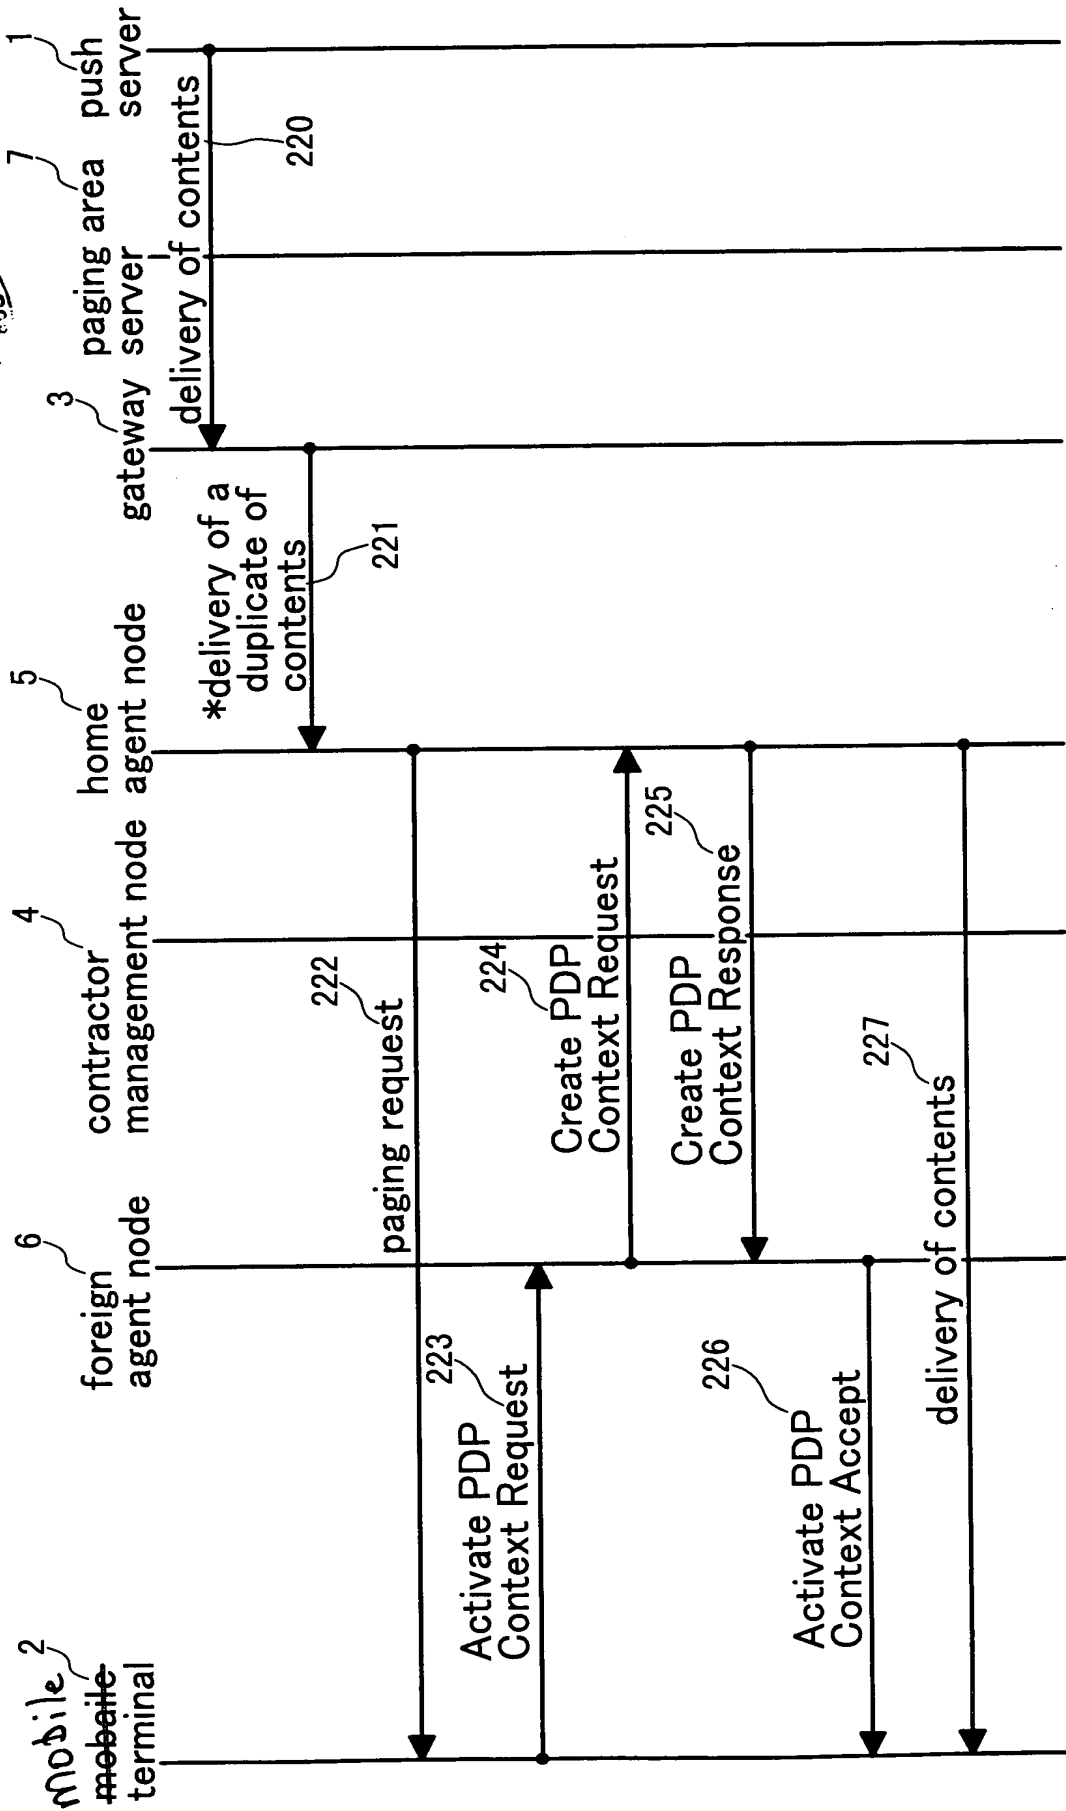 mobile
mobaile
terminal
2
foreign
agent node
6
contractor
management node
4
home
agent node
5
gateway
3
paging area
server
7
push
server
1
delivery of contents
220
*delivery of a
duplicate of
contents
221
222
paging request
223
Activate PDP
Context Request
224
Create PDP
Context Request
225
Create PDP
Context Response
226
Activate PDP
Context Accept
227
delivery of contents